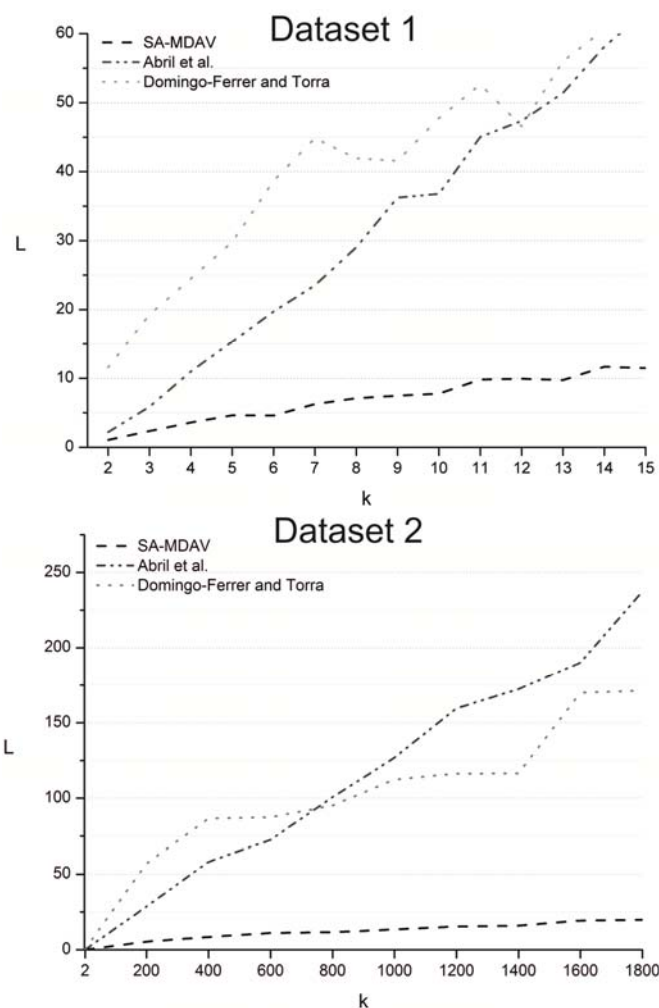 Dataset 1
SA-MDAV
Abril et al.
Domingo-Ferrer and Torra
60
50
40
30
20
10
0
L
2 3 4 5 6 7 8 9 10 11 12 13 14 15
k
Dataset 2
SA-MDAV
Abril et al.
Domingo-Ferrer and Torra
250
200
150
100
50
0
L
2 200 400 600 800 1000 1200 1400 1600 1800
k